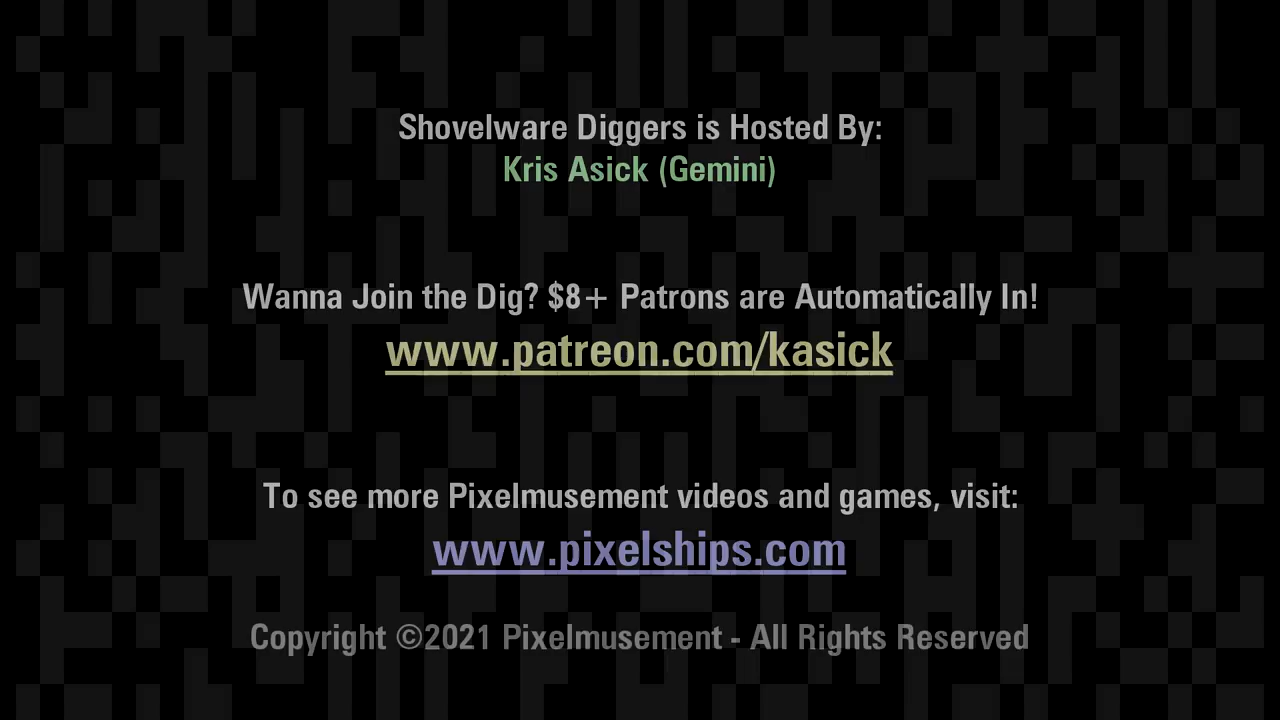 Shovelware Diggers is Hosted By:
Kris Asick (Gemini)
Wanna Join the Dig? $8+ Patrons are Automatically In!
www.patreon.com/kasick
To see more Pixelmusement videos and games, visit:
www.pixelships.com
Copyright ©2021 Pixelmusement - All Rights Reserved